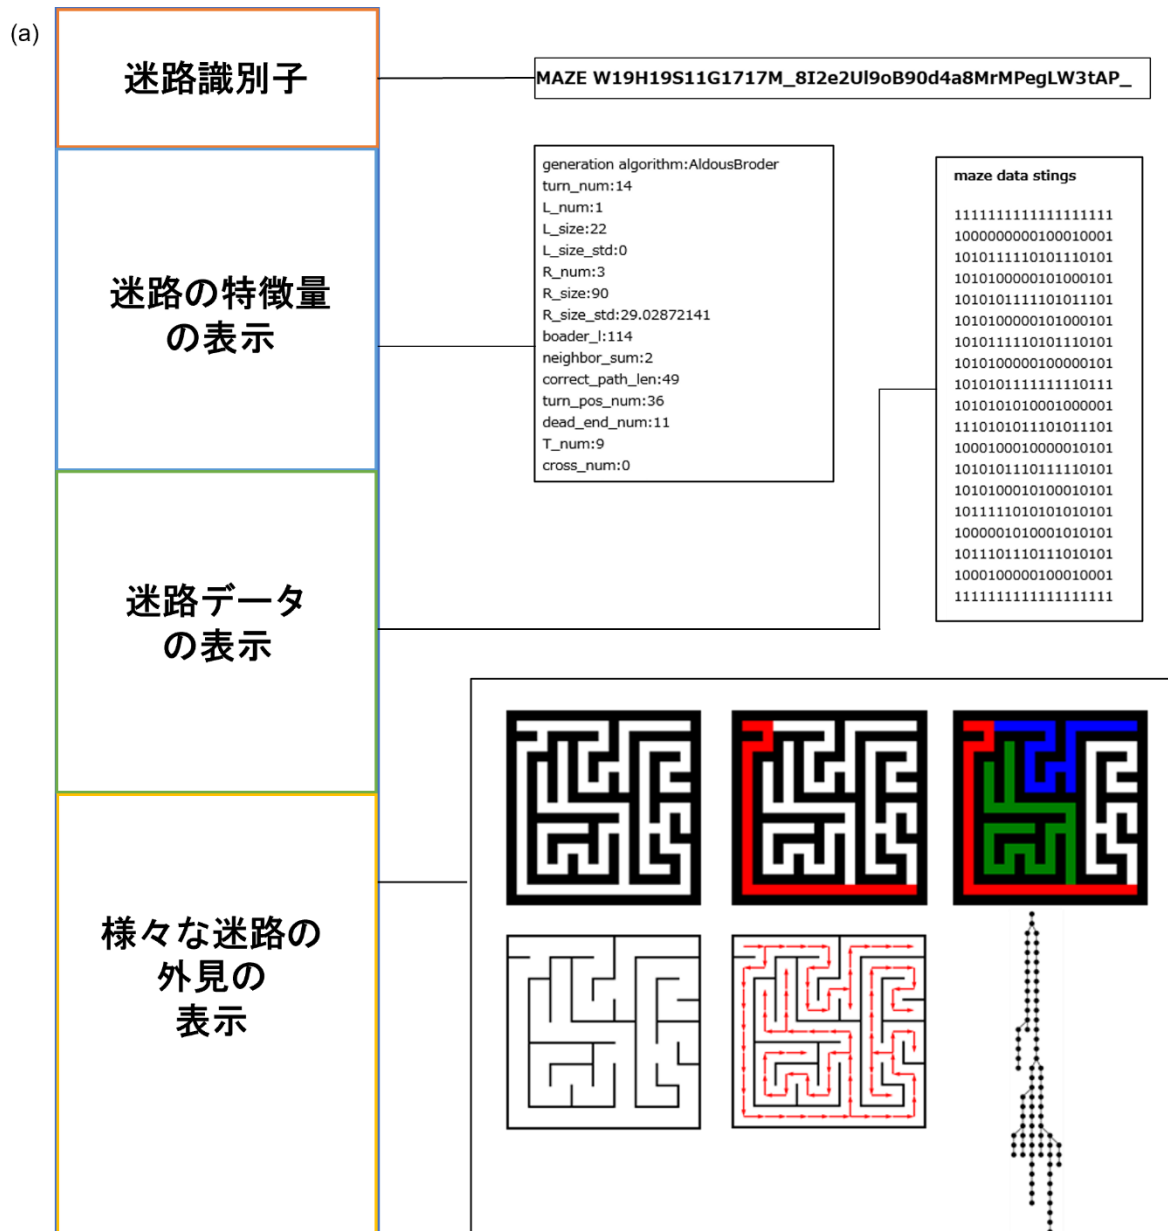 (a)
迷路識別子
MAZE W19H19S11G1717M_8I2e2Ul9oB90d4a8MrMPegLW3tAP_
迷路の特徴量
の表示
generation algorithm:AldousBroder
turn_num:14
L_num:1
L_size:22
L_size_std:0
R_num:3
R_size:90
R_size_std:29.02872141
boader_l:114
neighbor_sum:2
correct_path_len:49
turn_pos_num:36
dead_end_num:11
T_num:9
cross_num:0
maze data stings
1111111111111111111
1000000000100010001
1010111110101110101
1010100000101000101
1010101111101011101
1010100000101000101
1010111110101110101
1010100000100000101
1010101111111110111
1010101010001000001
1110101011101011101
1000100010000010101
1010101110111110101
1010100010100010101
1011111010101010101
1000001010001010101
1011101110111010101
1000100000100010001
1111111111111111111
迷路データ
の表示
様々な迷路の
外見の
表示